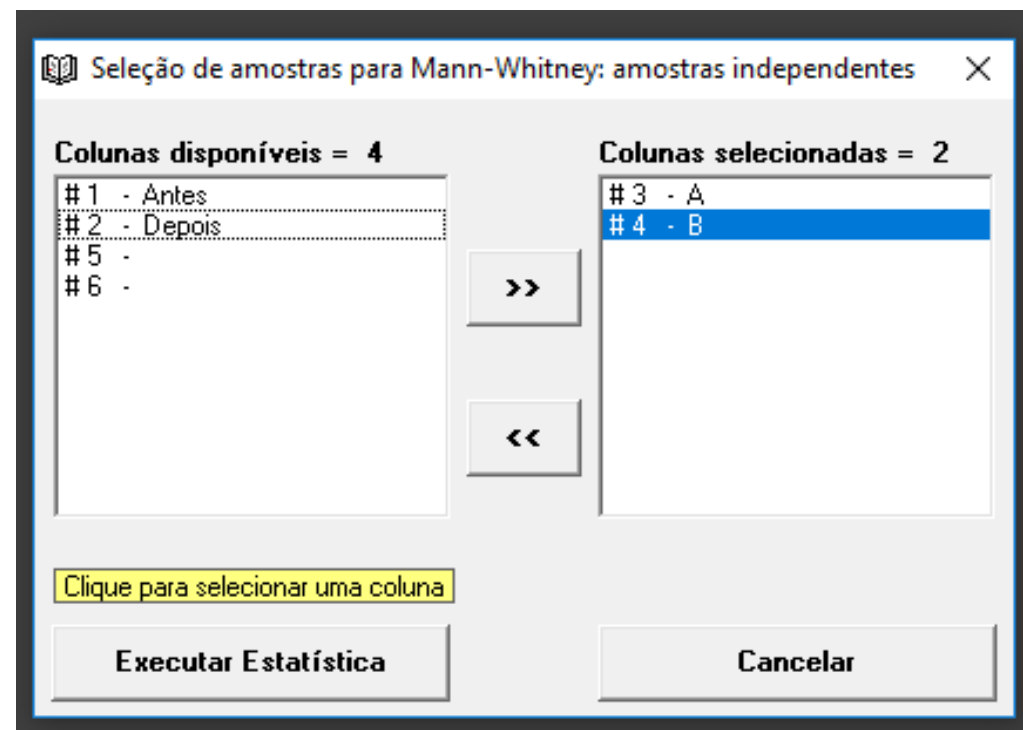 Seleção de amostras para Mann-Whitney: amostras independentes
Colunas disponíveis = 4
# 1 - Antes
# 2 - Depois
# 5 -
# 6 -
>>
<<
Colunas selecionadas = 2
# 3 - A
# 4 - B
Clique para selecionar uma coluna
Executar Estatística
Cancelar